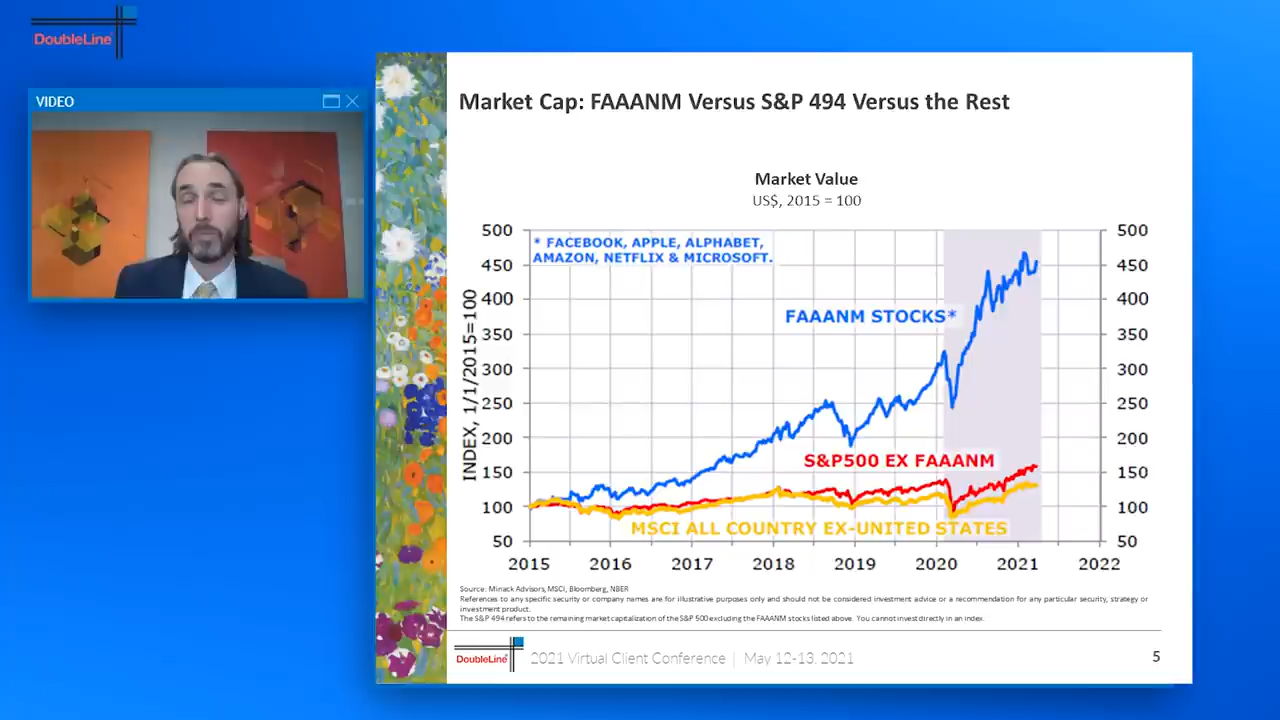 DoubleLine
VIDEO
Market Cap: FAAANM Versus S&P 494 Versus the Rest
Market Value
US$, 2015 = 100
* FACEBOOK, APPLE, ALPHABET,
AMAZON, NETFLIX & MICROSOFT.
FAAANM STOCKS*
S&P500 EX FAAANM
MSCI ALL COUNTRY EX-UNITED STATES
INDEX, 1/1/2015=100
500 500
450 450
400 400
350 350
300 300
250 250
200 200
150 150
100 100
50 50
2015 2016 2017 2018 2019 2020 2021 2022
Source: Minack Advisors, MSCI, Bloomberg, NBER
References to any specific security or company names are for illustrative purposes only and should not be considered investment advice or a recommendation for any particular security, strategy or
investment product.
The S&P 494 refers to the remaining market capitalization of the S&P 500 excluding the FAAANM stocks listed above. You cannot invest directly in an index.
DoubleLine
2021 Virtual Client Conference | May 12-13, 2021
5